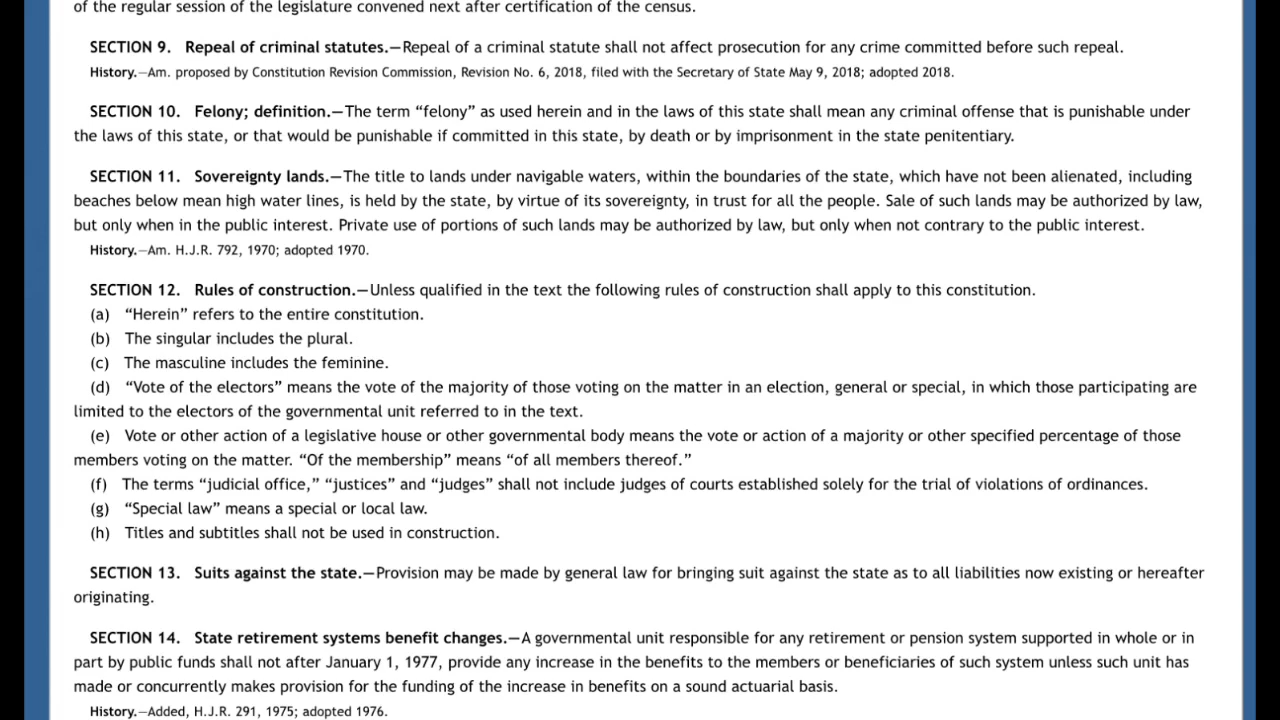 of the regular session of the legislature convened next after certification of the census.
SECTION 9. Repeal of criminal statutes.—Repeal of a criminal statute shall not affect prosecution for any crime committed before such repeal.
History.—Am. proposed by Constitution Revision Commission, Revision No. 6, 2018, filed with the Secretary of State May 9, 2018; adopted 2018.
SECTION 10. Felony; definition.—The term “felony” as used herein and in the laws of this state shall mean any criminal offense that is punishable under
the laws of this state, or that would be punishable if committed in this state, by death or by imprisonment in the state penitentiary.
SECTION 11. Sovereignty lands.—The title to lands under navigable waters, within the boundaries of the state, which have not been alienated, including
beaches below mean high water lines, is held by the state, by virtue of its sovereignty, in trust for all the people. Sale of such lands may be authorized by law,
but only when in the public interest. Private use of portions of such lands may be authorized by law, but only when not contrary to the public interest.
History.—Am. H.J.R. 792, 1970; adopted 1970.
SECTION 12. Rules of construction.—Unless qualified in the text the following rules of construction shall apply to this constitution.
(a) “Herein” refers to the entire constitution.
(b) The singular includes the plural.
(c) The masculine includes the feminine.
(d) “Vote of the electors” means the vote of the majority of those voting on the matter in an election, general or special, in which those participating are
limited to the electors of the governmental unit referred to in the text.
(e) Vote or other action of a legislative house or other governmental body means the vote or action of a majority or other specified percentage of those
members voting on the matter. “Of the membership” means “of all members thereof.”
(f) The terms “judicial office,” “justices” and “judges” shall not include judges of courts established solely for the trial of violations of ordinances.
(g) “Special law” means a special or local law.
(h) Titles and subtitles shall not be used in construction.
SECTION 13. Suits against the state.—Provision may be made by general law for bringing suit against the state as to all liabilities now existing or hereafter
originating.
SECTION 14. State retirement systems benefit changes.—A governmental unit responsible for any retirement or pension system supported in whole or in
part by public funds shall not after January 1, 1977, provide any increase in the benefits to the members or beneficiaries of such system unless such unit has
made or concurrently makes provision for the funding of the increase in benefits on a sound actuarial basis.
History.—Added, H.J.R. 291, 1975; adopted 1976.